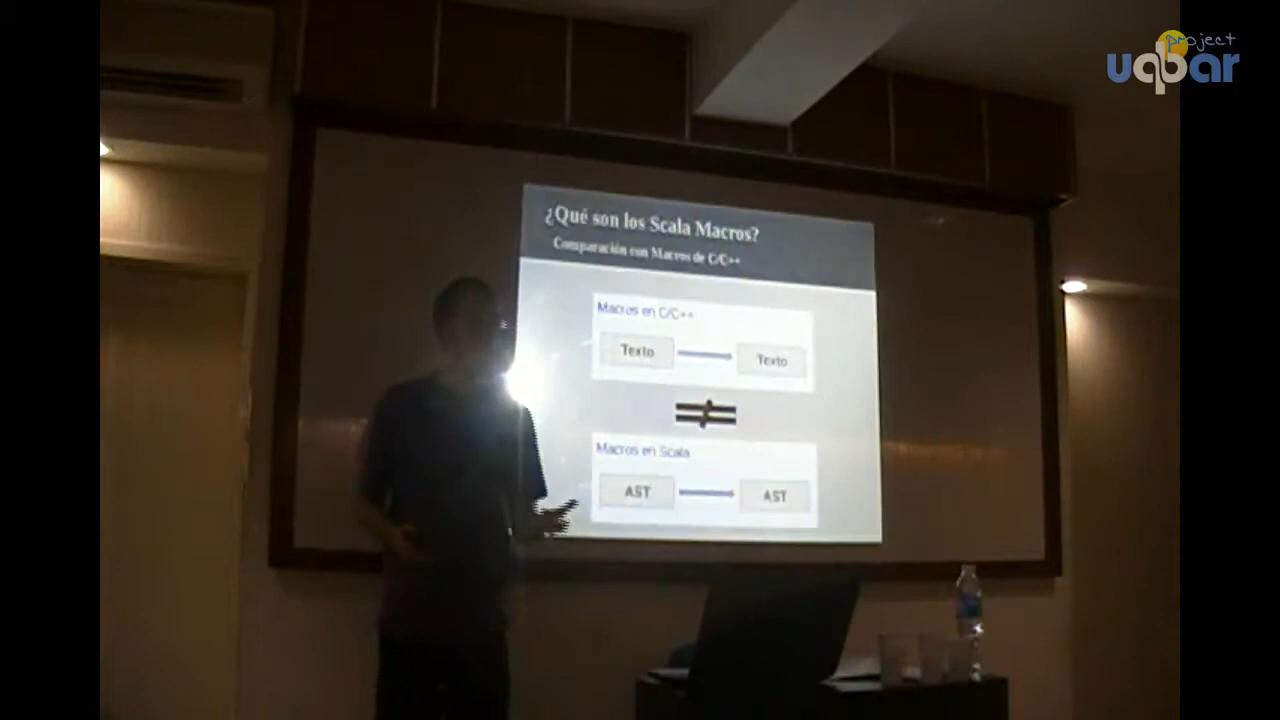 project
uqbar
¿Qué son los Scala Macros?
Comparación con Macros de C/C++
Macros en C/C++
Texto
Texto
≠
Macros en Scala
AST
AST